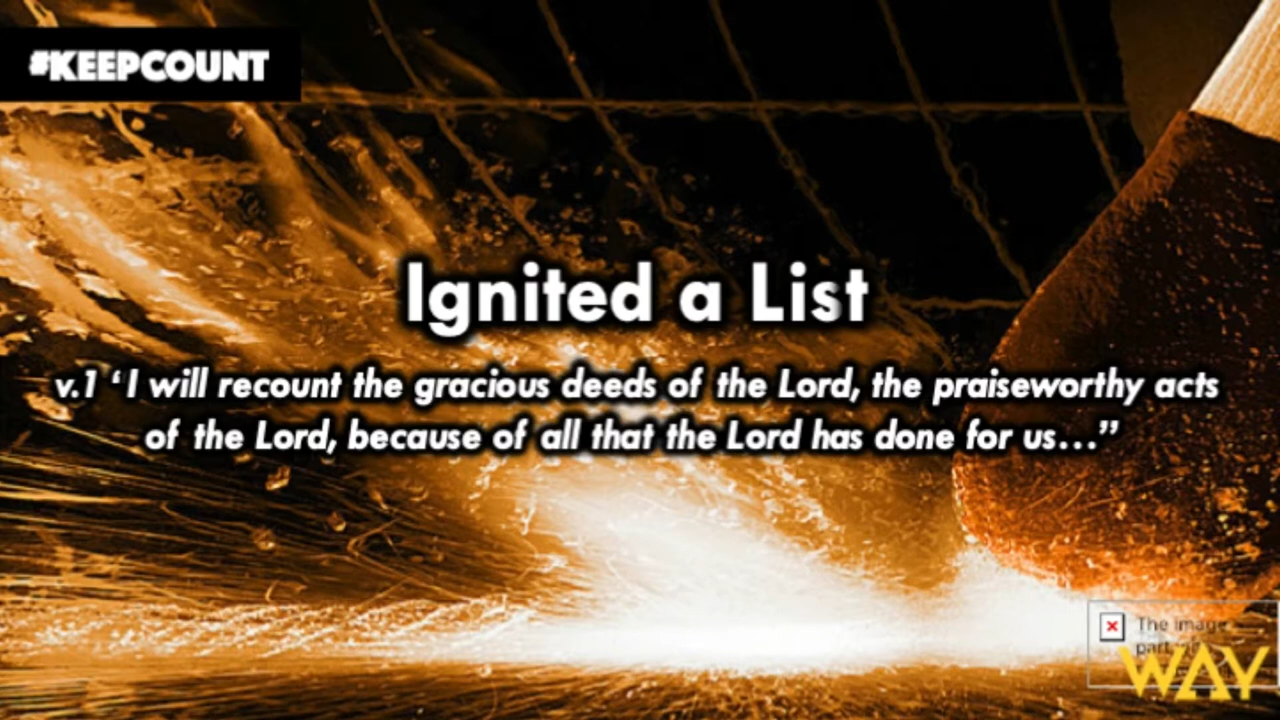 #KEEPCOUNT
Ignited a List
v.1 ‘I will recount the gracious deeds of the Lord, the praiseworthy acts
of the Lord, because of all that the Lord has done for us…”
The image
part
WAY